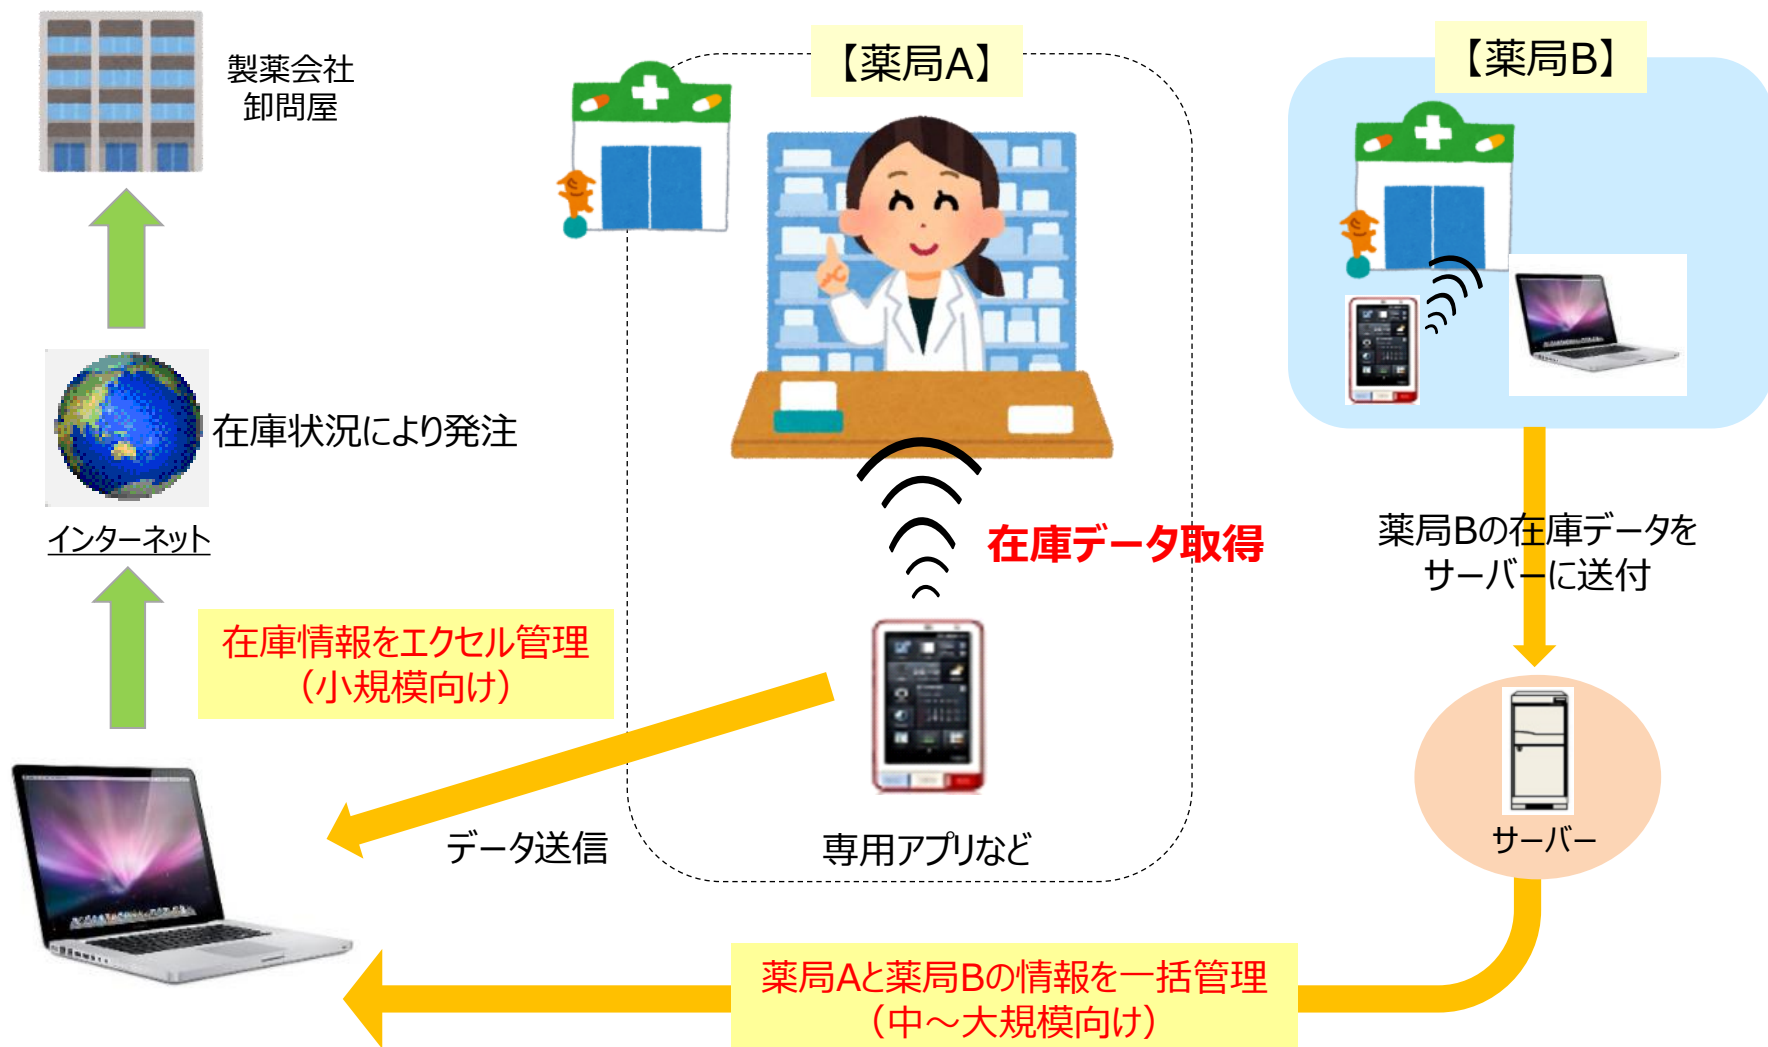 製薬会社
卸問屋
【薬局A】
【薬局B】
在庫状況により発注
インターネット
在庫データ取得
薬局Bの在庫データを
サーバーに送付
在庫情報をエクセル管理
（小規模向け）
データ送信
専用アプリなど
サーバー
薬局Aと薬局Bの情報を一括管理
（中～大規模向け）